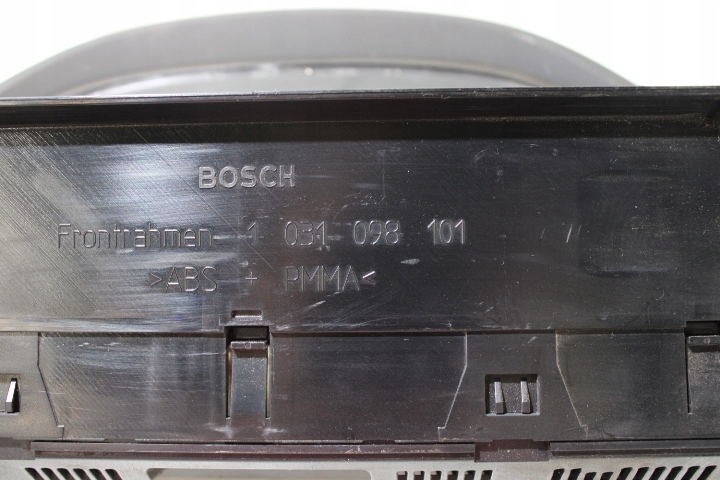 BOSCH
Frontrahmen 1 031 098 101
>ABS + PMMA<